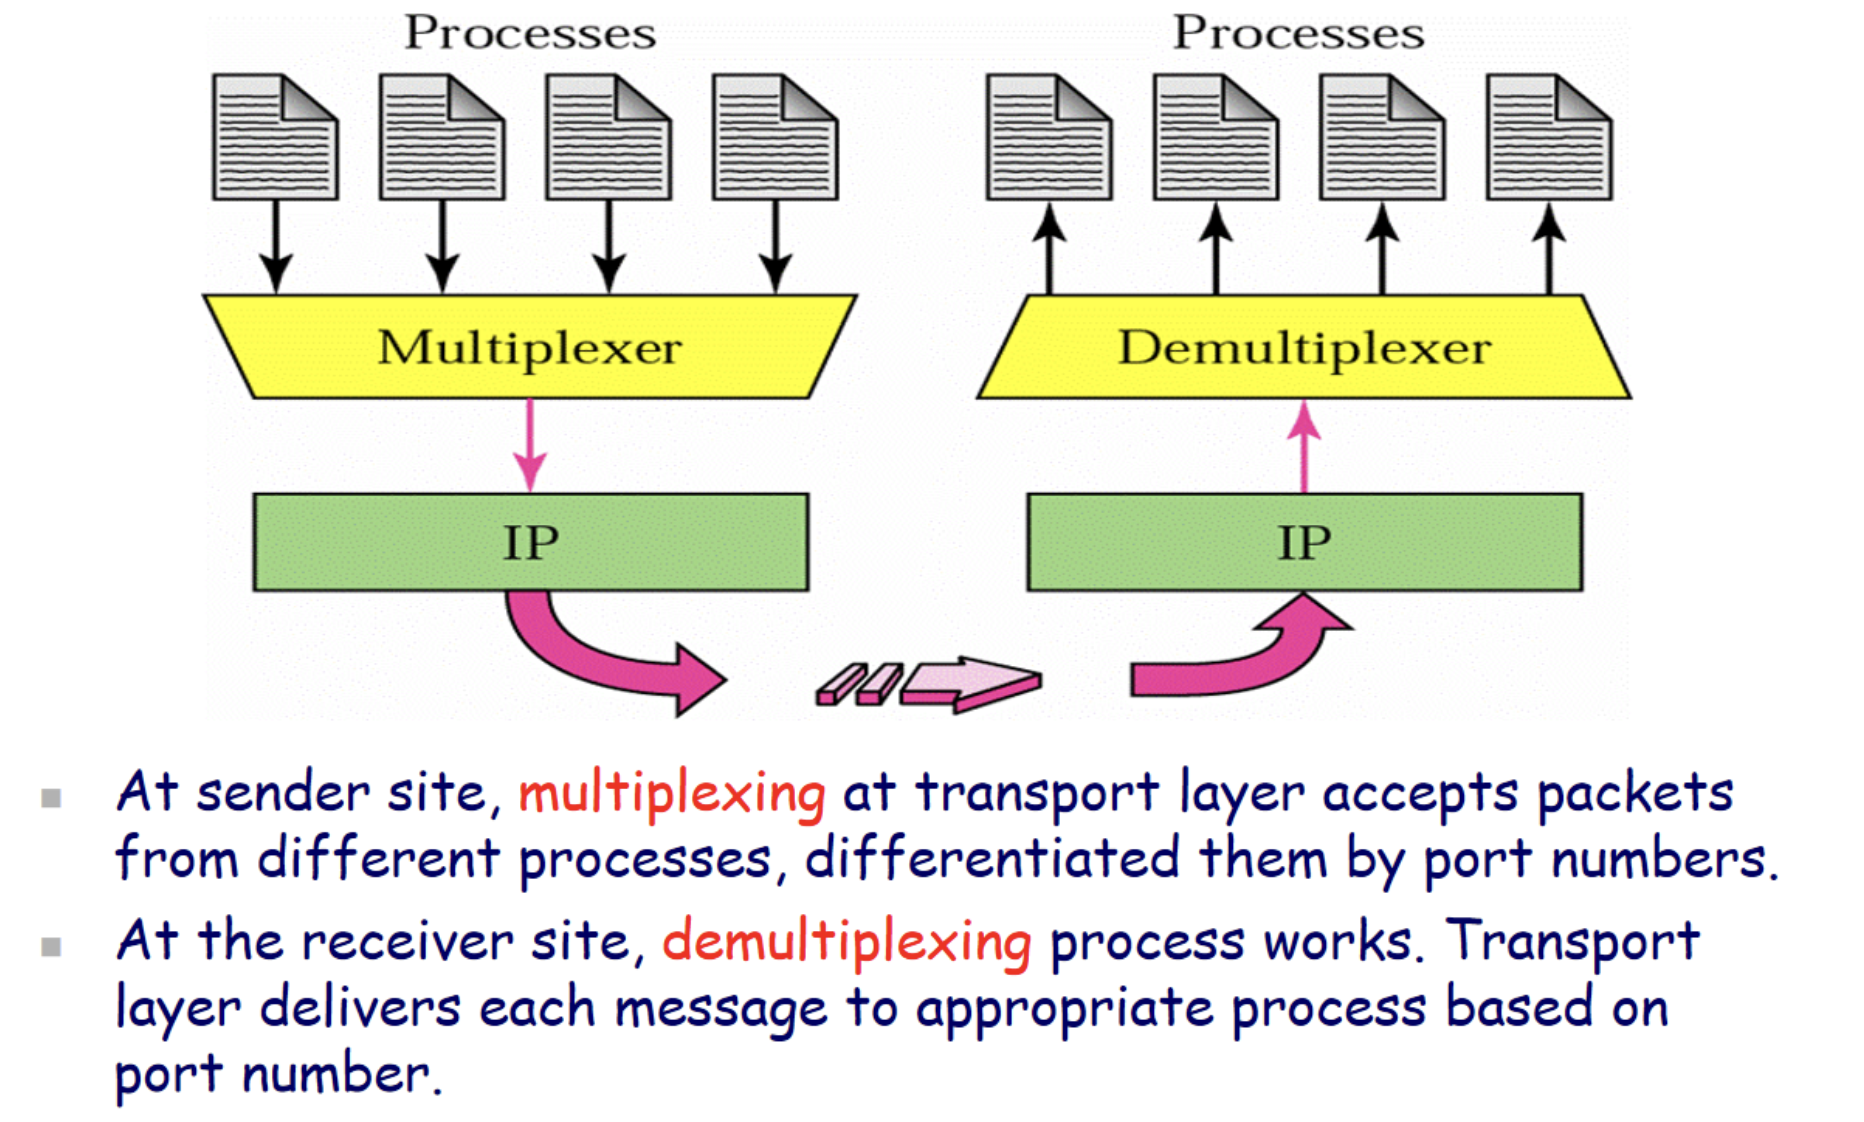 Processes Processes
Multiplexer Demultiplexer
IP IP
At sender site, multiplexing at transport layer accepts packets
from different processes, differentiated them by port numbers.
At the receiver site, demultiplexing process works. Transport
layer delivers each message to appropriate process based on
port number.